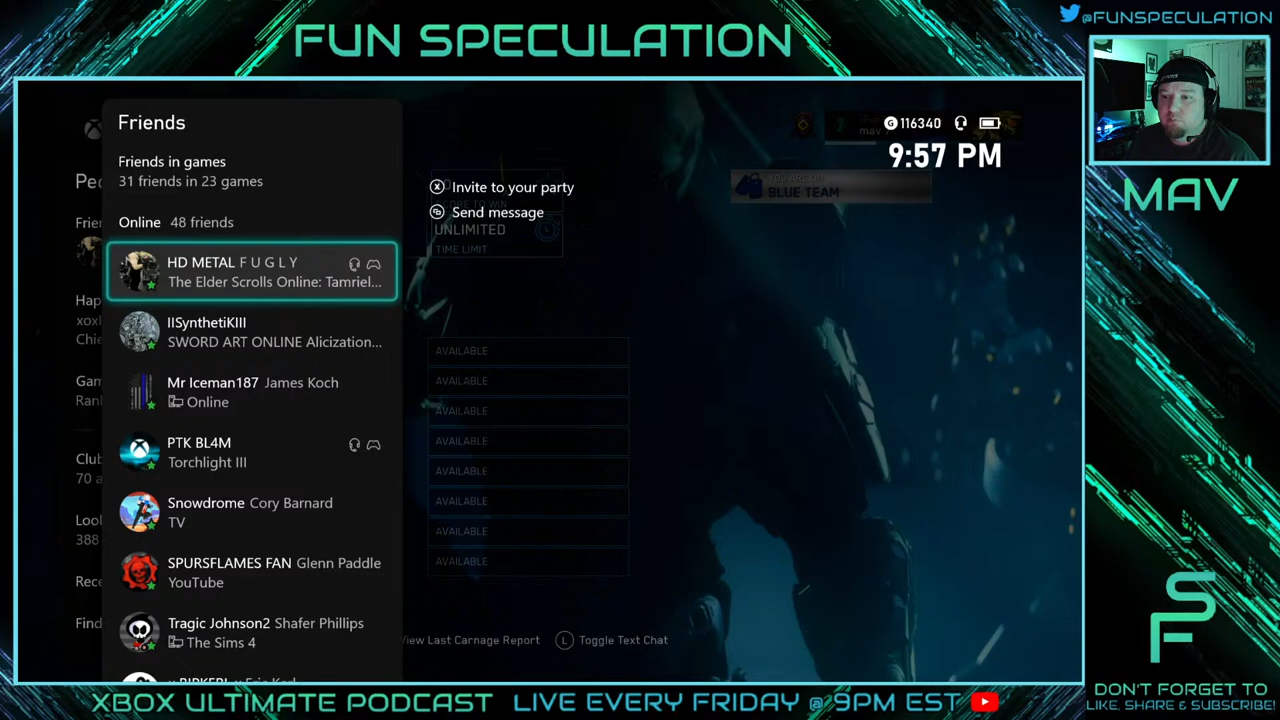 FUN SPECULATION
@FUNSPECULATION
Friends
Friends in games
31 friends in 23 games
Online 48 friends
HD METAL F U G L Y
The Elder Scrolls Online: Tamriel...
IISynthetiKIII
SWORD ART ONLINE Alicization...
Mr Iceman187 James Koch
Online
PTK BL4M
Torchlight III
Snowdrome Cory Barnard
TV
SPURSFLAMES FAN Glenn Paddle
YouTube
Tragic Johnson2 Shafer Phillips
The Sims 4
Invite to your party
Send message
UNLIMITED
TIME LIMIT
AVAILABLE
AVAILABLE
AVAILABLE
AVAILABLE
AVAILABLE
AVAILABLE
AVAILABLE
AVAILABLE
Toggle Text Chat
G 116340
9:57 PM
YOU ARE ON
BLUE TEAM
MAV
SF
DON'T FORGET TO
LIKE, SHARE & SUBSCRIBE!
XBOX ULTIMATE PODCAST LIVE EVERY FRIDAY @ 9PM EST